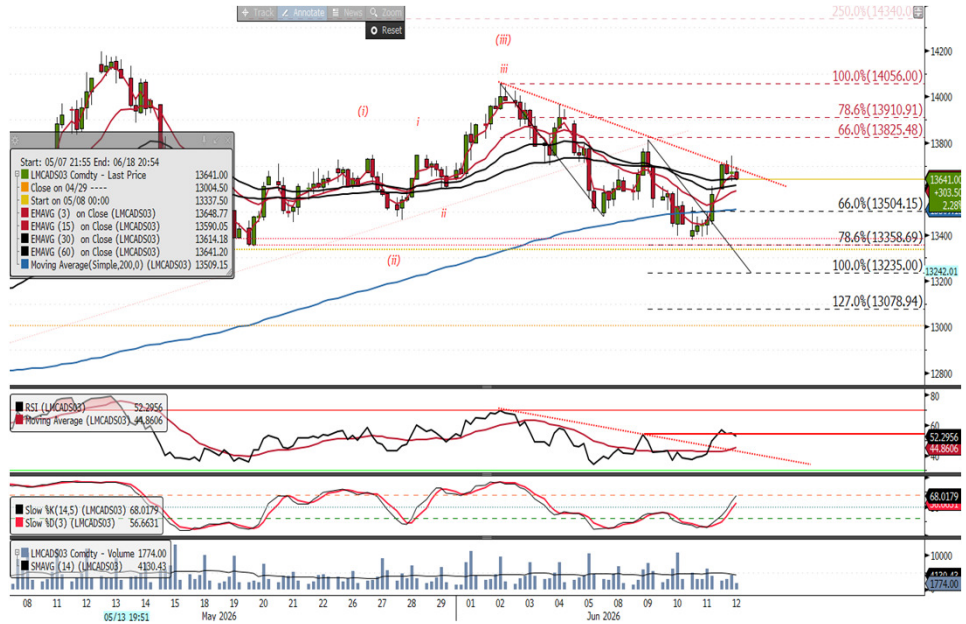 Track Annotate News Zoom
Reset
250.0%(14340.0
14200
(iii)
iii
100.0%(14056.00)
14000
(i)
i
78.6%(13910.91)
66.0%(13825.48)
13800
Start: 05/07 21:55 End: 06/18 20:54
LMCADS03 Comdty - Last Price 13641.00
Close on 04/29 ---- 13004.50
Start on 05/08 00:00 13337.50
EMAVG (3) on Close (LMCADS03) 13648.77
EMAVG (15) on Close (LMCADS03) 13590.05
EMAVG (30) on Close (LMCADS03) 13614.18
EMAVG (60) on Close (LMCADS03) 13641.20
Moving Average(Simple,200,0) (LMCADS03) 13509.15
13641.00
+303.50
2.28%
ii
66.0%(13504.15)
(ii)
13400
78.6%(13358.69)
100.0%(13235.00)
13242.01
13200
127.0%(13078.94)
13000
12800
RSI (LMCADS03) 52.2956
Moving Average (LMCADS03) 44.8606
80
60
52.2956
44.8606
40
Slow %K(14,5) (LMCADS03) 68.0179
Slow %D(3) (LMCADS03) 56.6631
68.0179
56.6631
LMCADS03 Comdty - Volume 1774.00
SMAVG (14) (LMCADS03) 4130.43
10000
4130.43
1774.00
08 11 12 13 14 15 18 19 20 21 22 26 27 28 29 01 02 03 04 05 08 09 10 11 12
05/13 19:51 May 2026 Jun 2026